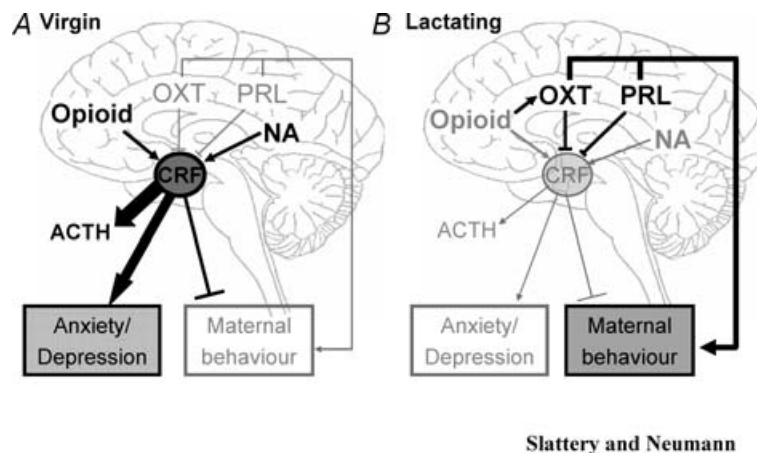 A Virgin
OXT PRL
Opioid
NA
CRF
ACTH
Anxiety/
Depression
Maternal
behaviour
B Lactating
OXT PRL
Opioid
NA
CRF
ACTH
Anxiety/
Depression
Maternal
behaviour
Slattery and Neumann